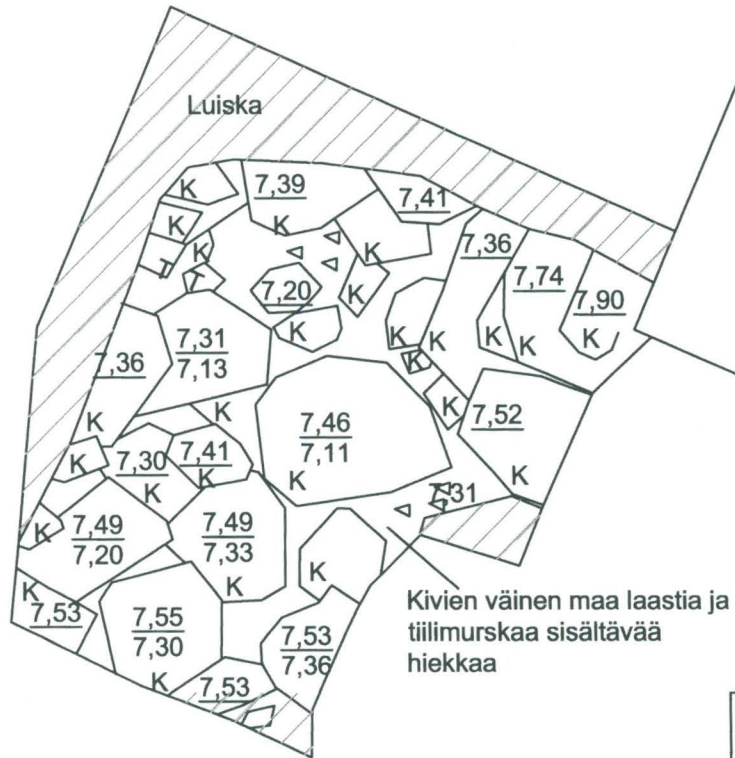 Luiska
K
7,39
K
7,41
K
K
K
7,36
7,74
7,90
T
7,20
K
K
K
K
K
K
7,36
7,31
7,13
K
K
K
7,52
K
K
7,46
7,11
K
K
K
7,30
K
7,41
K
K
7,49
7,20
7,49
7,33
K
K
K
7,53
7,55
7,30
K
7,53
7,53
7,36
Kivien väinen maa laastia ja
tiilimurskaa sisältävää
hiekkaa